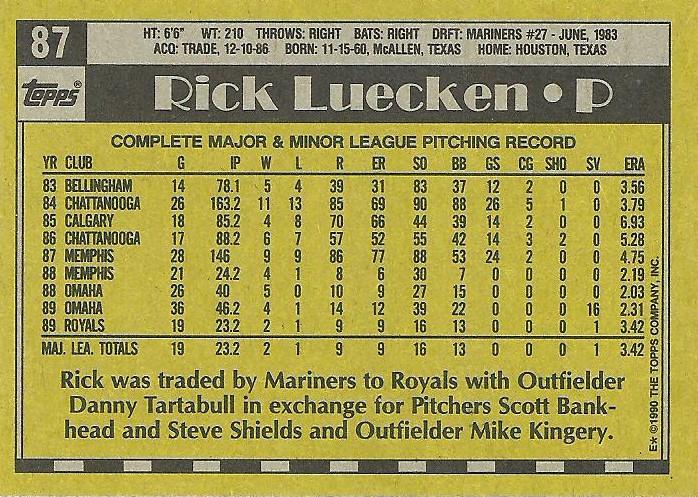 87
HT: 6'6" WT: 210 THROWS: RIGHT BATS: RIGHT DRFT: MARINERS #27 - JUNE, 1983
ACQ: TRADE, 12-10-86 BORN: 11-15-60, McALLEN, TEXAS HOME: HOUSTON, TEXAS
TOPPS®
Rick Luecken • P
COMPLETE MAJOR & MINOR LEAGUE PITCHING RECORD
YR CLUB G IP W L R ER SO BB GS CG SHO SV ERA
83 BELLINGHAM 14 78.1 5 4 39 31 83 37 12 2 0 0 3.56
84 CHATTANOOGA 26 163.2 11 13 85 69 90 88 26 5 1 0 3.79
85 CALGARY 18 85.2 4 8 70 66 44 39 14 2 0 0 6.93
86 CHATTANOOGA 17 88.2 6 7 57 52 55 42 14 3 2 0 5.28
87 MEMPHIS 28 146 9 9 86 77 88 53 24 2 0 0 4.75
88 MEMPHIS 21 24.2 4 1 8 6 30 7 0 0 0 0 2.19
88 OMAHA 26 40 5 0 10 9 27 15 0 0 0 0 2.03
89 OMAHA 36 46.2 4 1 14 12 39 22 0 0 0 16 2.31
89 ROYALS 19 23.2 2 1 9 9 16 13 0 0 0 1 3.42
MAJ. LEA. TOTALS 19 23.2 2 1 9 9 16 13 0 0 0 1 3.42
Rick was traded by Mariners to Royals with Outfielder
Danny Tartabull in exchange for Pitchers Scott Bank-
head and Steve Shields and Outfielder Mike Kingery.
E* ©1990 THE TOPPS COMPANY, INC.